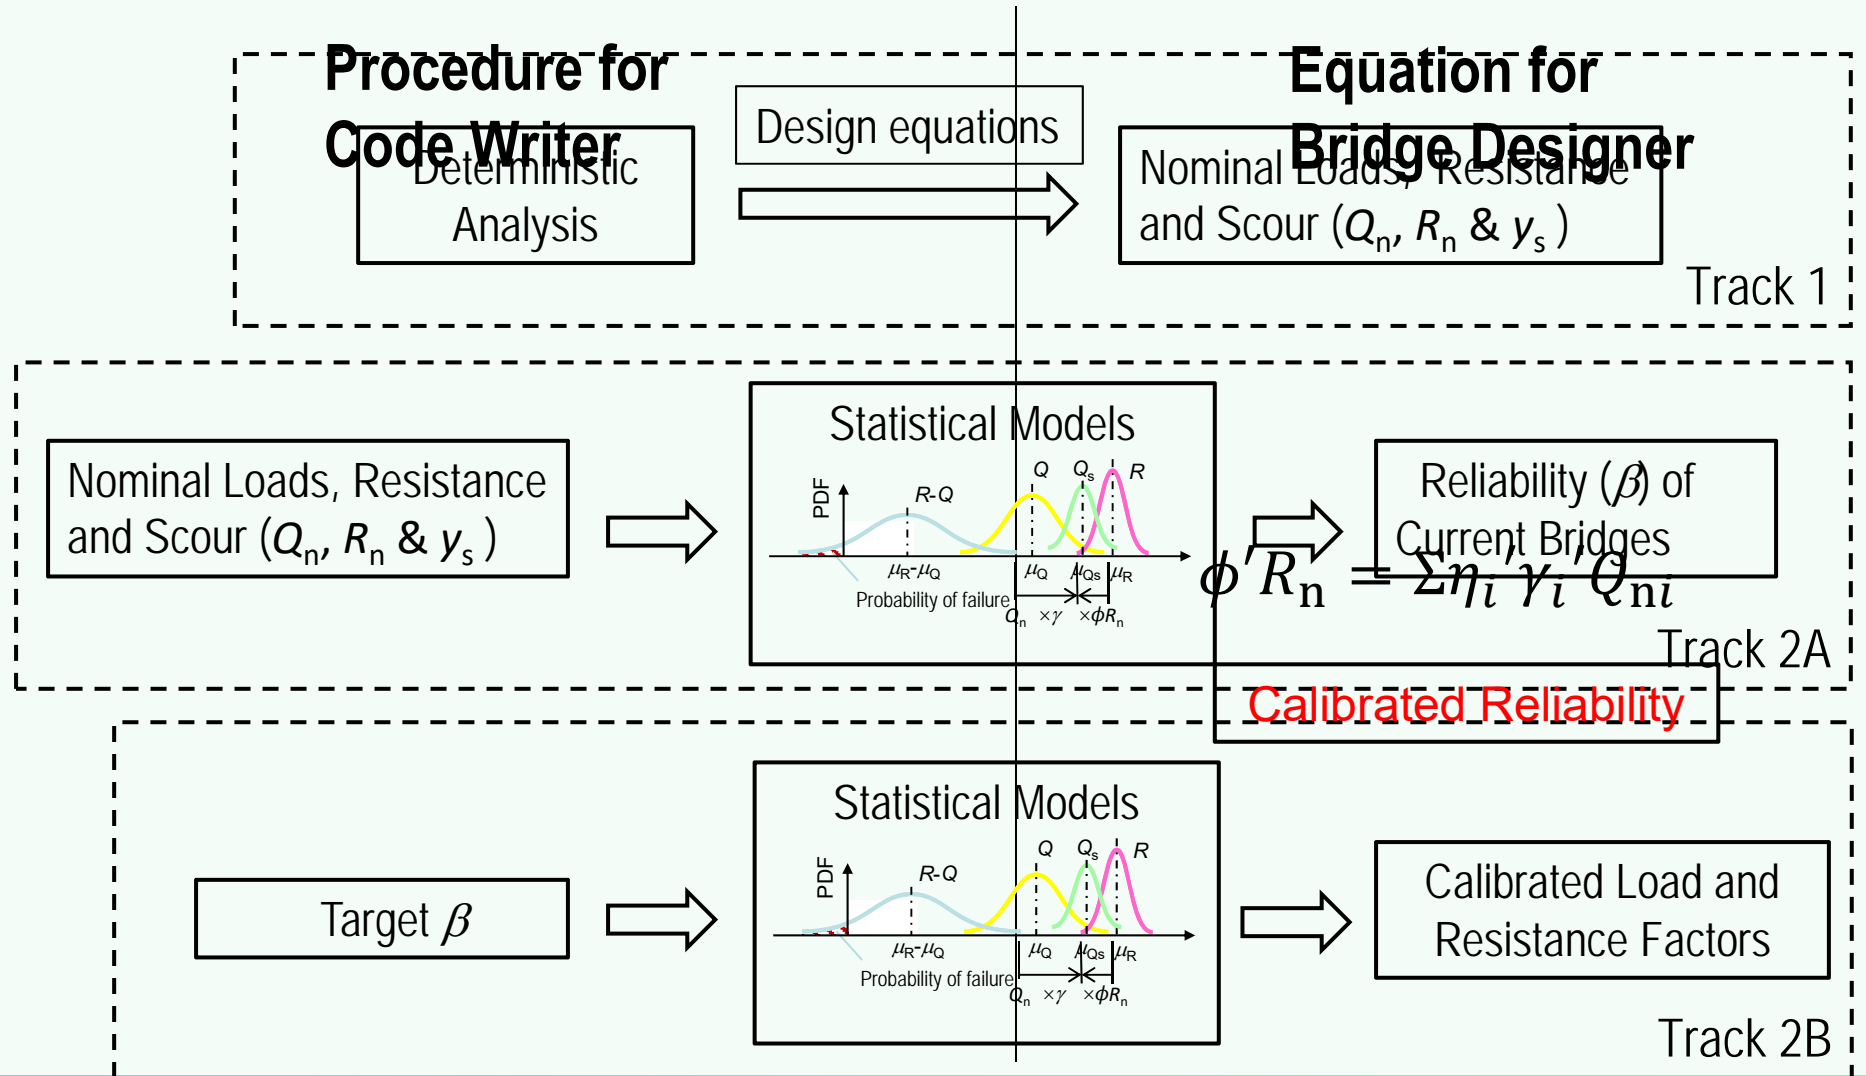 Procedure for
Code Writer
Equation for
Bridge Designer
Design equations
Deterministic
Analysis
Nominal Loads, Resistance
and Scour (Qn, Rn & ys )
Track 1
Nominal Loads, Resistance
and Scour (Qn, Rn & ys )
Statistical Models
PDF
R-Q
Q
Qs
R
μR-μQ
μQ
μQs
μR
Probability of failure
Qn ×γ ×ϕRn
Reliability (β) of
Current Bridges
ϕ′Rn = Σηi′γi′Qni
Track 2A
Calibrated Reliability
Target β
Statistical Models
PDF
R-Q
Q
Qs
R
μR-μQ
μQ
μQs
μR
Probability of failure
Qn ×γ ×ϕRn
Calibrated Load and
Resistance Factors
Track 2B